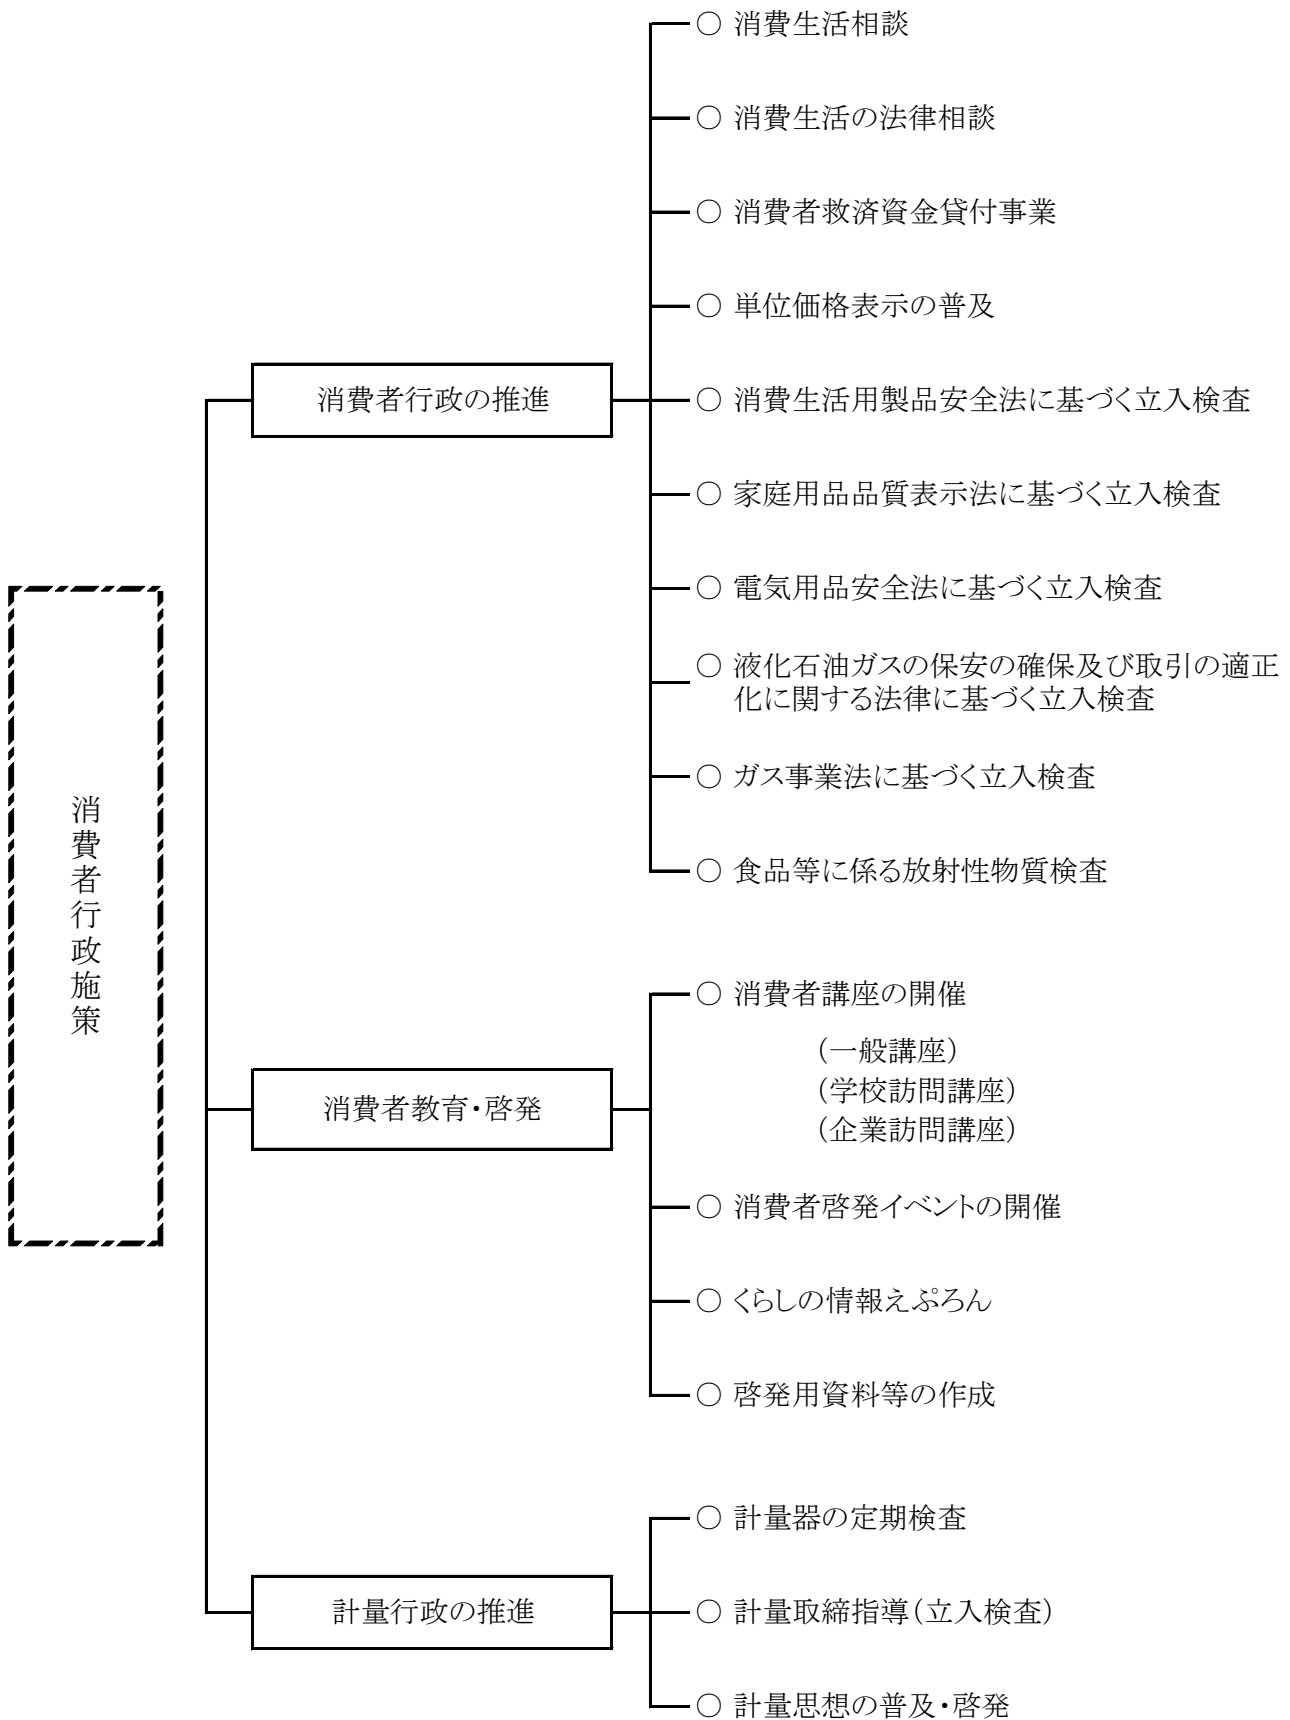 消費者行政施策
消費者行政の推進
○ 消費生活相談
○ 消費生活の法律相談
○ 消費者救済資金貸付事業
○ 単位価格表示の普及
○ 消費生活用製品安全法に基づく立入検査
○ 家庭用品品質表示法に基づく立入検査
○ 電気用品安全法に基づく立入検査
○ 液化石油ガスの保安の確保及び取引の適正
化に関する法律に基づく立入検査
○ ガス事業法に基づく立入検査
○ 食品等に係る放射性物質検査
消費者教育・啓発
○ 消費者講座の開催
（一般講座）
（学校訪問講座）
（企業訪問講座）
○ 消費者啓発イベントの開催
○ くらしの情報えぷろん
○ 啓発用資料等の作成
計量行政の推進
○ 計量器の定期検査
○ 計量取締指導（立入検査）
○ 計量思想の普及・啓発